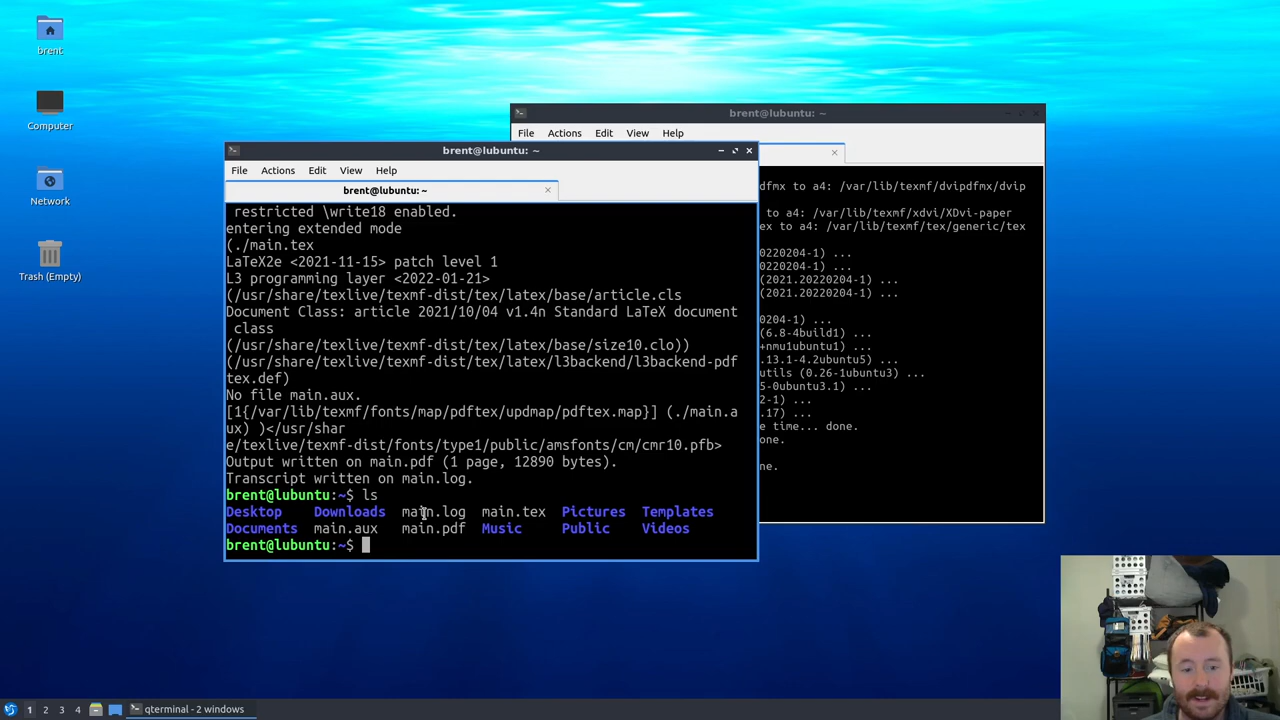 brent
Computer
Network
Trash (Empty)
brent@lubuntu: ~
File Actions Edit View Help
dfmx to a4: /var/lib/texmf/dvipdfmx/dvip
to a4: /var/lib/texmf/xdvi/XDvi-paper
ex to a4: /var/lib/texmf/tex/generic/tex
0220204-1) ...
0220204-1) ...
(2021.20220204-1) ...
(2021.20220204-1) ...
0204-1) ...
(6.8-4build1) ...
+nmu1ubuntu1) ...
.13.1-4.2ubuntu5) ...
utils (0.26-1ubuntu3) ...
5-0ubuntu3.1) ...
2-1) ...
.17) ...
e time... done.
one.
ne.
brent@lubuntu: ~
File Actions Edit View Help
brent@lubuntu: ~
restricted \write18 enabled.
entering extended mode
(./main.tex
LaTeX2e <2021-11-15> patch level 1
L3 programming layer <2022-01-21>
(/usr/share/texlive/texmf-dist/tex/latex/base/article.cls
Document Class: article 2021/10/04 v1.4n Standard LaTeX document
class
(/usr/share/texlive/texmf-dist/tex/latex/base/size10.clo))
(/usr/share/texlive/texmf-dist/tex/latex/l3backend/l3backend-pdf
tex.def)
No file main.aux.
[1{/var/lib/texmf/fonts/map/pdftex/updmap/pdftex.map}] (./main.a
ux) )</usr/shar
e/texlive/texmf-dist/fonts/type1/public/amsfonts/cm/cmr10.pfb>
Output written on main.pdf (1 page, 12890 bytes).
Transcript written on main.log.
brent@lubuntu:~$ ls
Desktop Downloads main.log main.tex Pictures Templates
Documents main.aux main.pdf Music Public Videos
brent@lubuntu:~$
1 2 3 4 qterminal - 2 windows